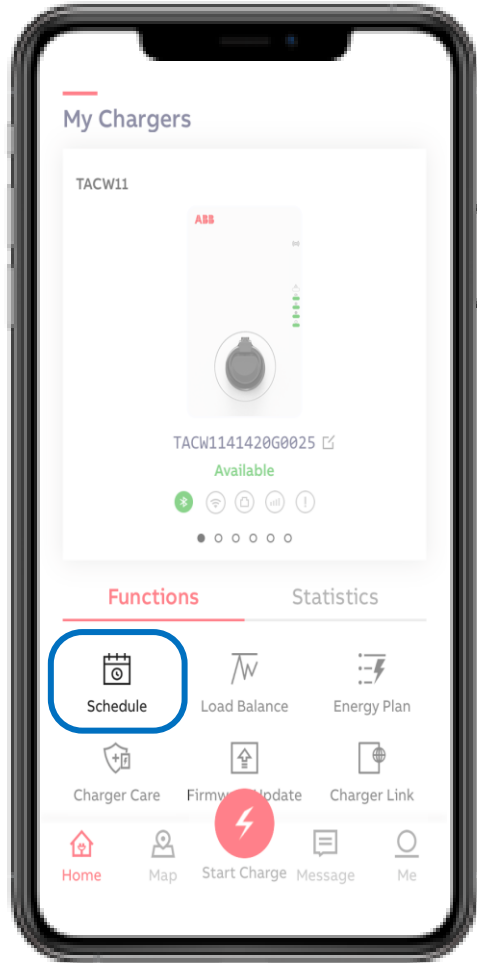 My Chargers
TACW11
ABB
TACW1141420G0025
Available
Functions Statistics
Schedule Load Balance Energy Plan
Charger Care Firmware Update Charger Link
Home Map Start Charge Message Me